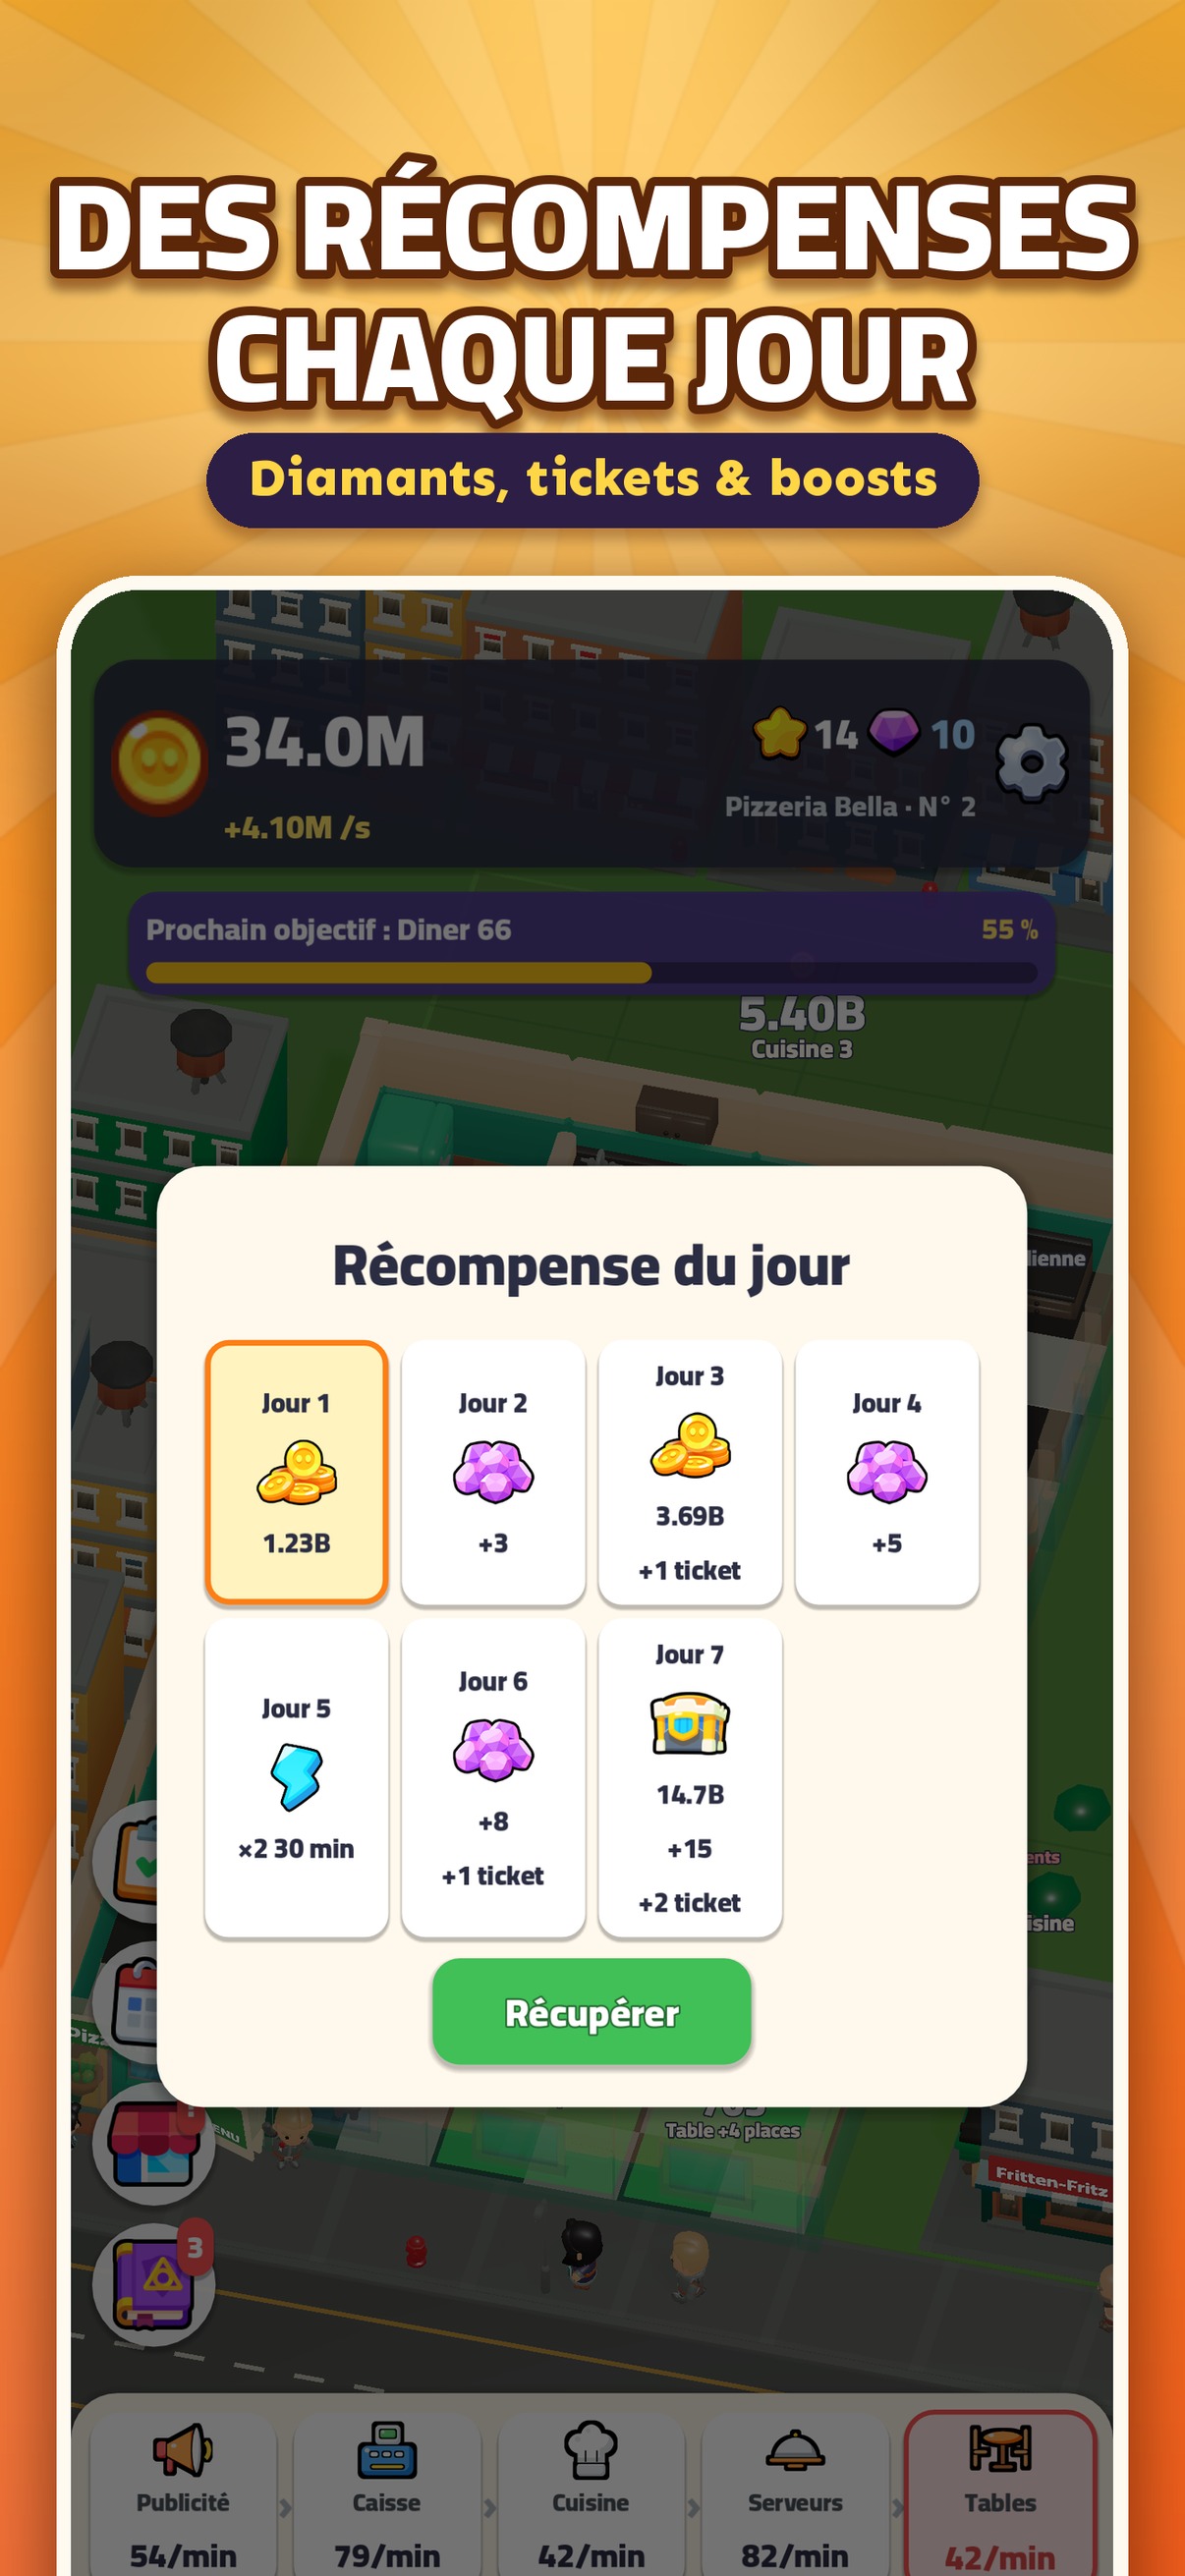 DES RÉCOMPENSES
CHAQUE JOUR
Diamants, tickets & boosts
34.0M
14
10
+4.10M /s
Pizzeria Bella · N° 2
Prochain objectif : Diner 66
55 %
5.40B
Cuisine 3
Récompense du jour
Jour 1
1.23B
Jour 2
+3
Jour 3
3.69B
+1 ticket
Jour 4
+5
Jour 5
×2 30 min
Jour 6
+8
+1 ticket
Jour 7
14.7B
+15
+2 ticket
Récupérer
Table +4 places
Fritten-Fritz
3
Publicité
54/min
Caisse
79/min
Cuisine
42/min
Serveurs
82/min
Tables
42/min